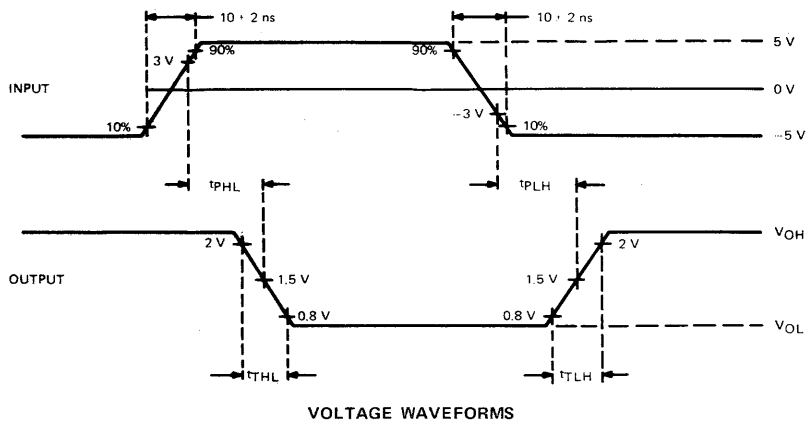 10 ± 2 ns
10 ± 2 ns
3 V
90%
90%
5 V
INPUT
0 V
10%
−3 V
10%
−5 V
tPHL
tPLH
2 V
2 V
VOH
OUTPUT
1.5 V
1.5 V
0.8 V
0.8 V
VOL
tTHL
tTLH
VOLTAGE WAVEFORMS